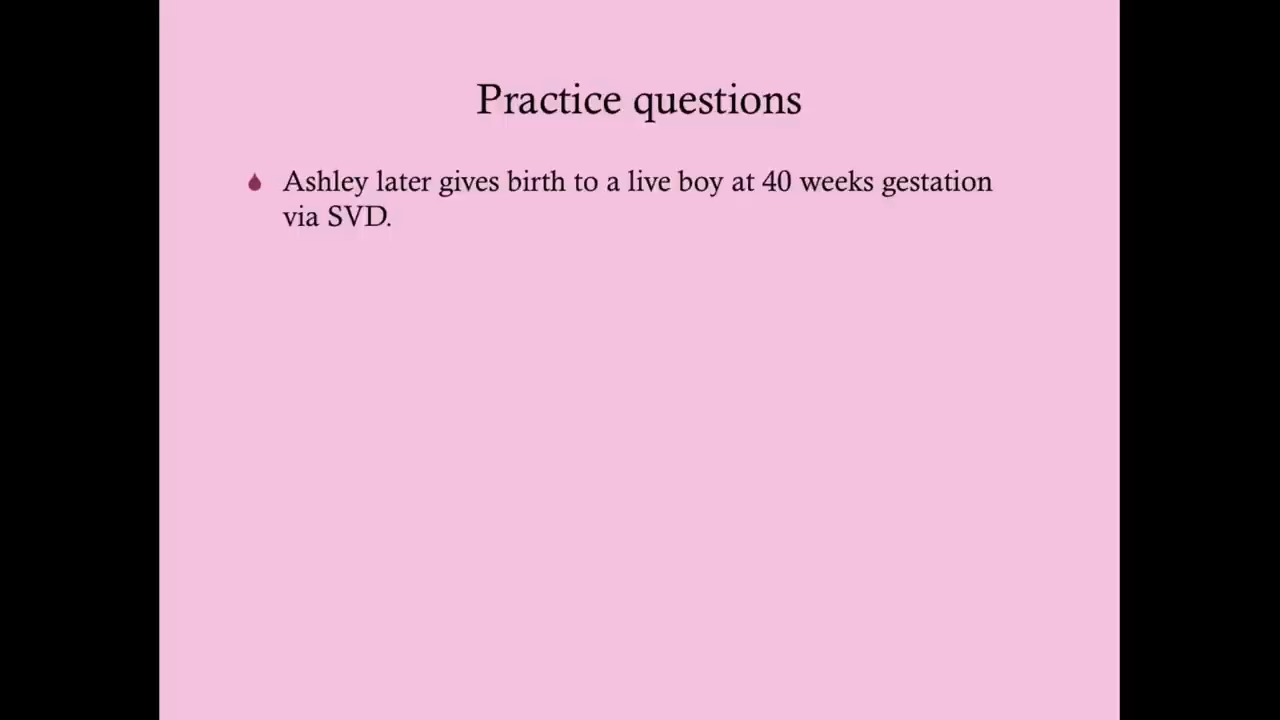 Practice questions
Ashley later gives birth to a live boy at 40 weeks gestation
via SVD.